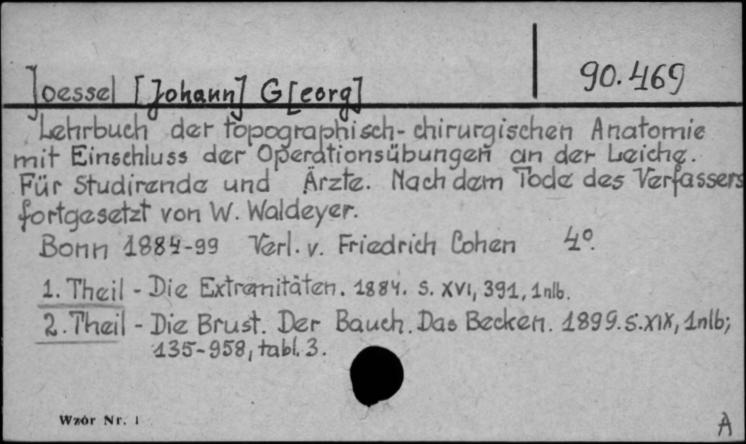 90.469
Joessel [Johann] G[eorg]
Lehrbuch der topographisch-chirurgischen Anatomie
mit Einschluss der Operationsübungen an der Leiche.
Für Studirende und Ärzte. Nach dem Tode des Verfassers
fortgesetzt von W. Waldeyer.
Bonn 1884-99 Verl. v. Friedrich Cohen 4°.
1. Theil - Die Extremitäten. 1884. S. XVI, 391, 1nlb.
2. Theil - Die Brust. Der Bauch. Das Becken. 1899. S. XIX, 1nlb;
135-958, tabl. 3.
Wzór Nr. 1
A